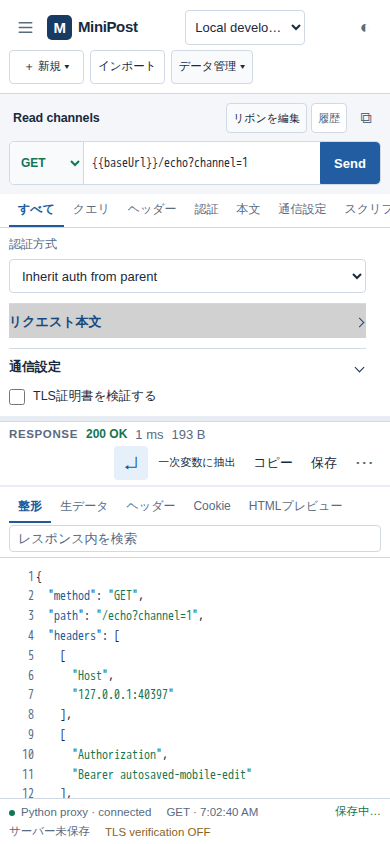 M MiniPost Local develo…
＋ 新規 ▾ インポート データ管理 ▾
Read channels リボンを編集 履歴
GET {{baseUrl}}/echo?channel=1 Send
すべて クエリ ヘッダー 認証 本文 通信設定 スクリプ
認証方式
Inherit auth from parent
リクエスト本文
通信設定
TLS証明書を検証する
RESPONSE 200 OK 1 ms 193 B
一次変数に抽出 コピー 保存 ···
整形 生データ ヘッダー Cookie HTMLプレビュー
レスポンス内を検索
1 {
2 "method": "GET",
3 "path": "/echo?channel=1",
4 "headers": [
5 [
6 "Host",
7 "127.0.0.1:40397"
8 ],
9 [
10 "Authorization",
11 "Bearer autosaved-mobile-edit"
12 ],
Python proxy · connected GET · 7:02:40 AM 保存中…
サーバー未保存 TLS verification OFF